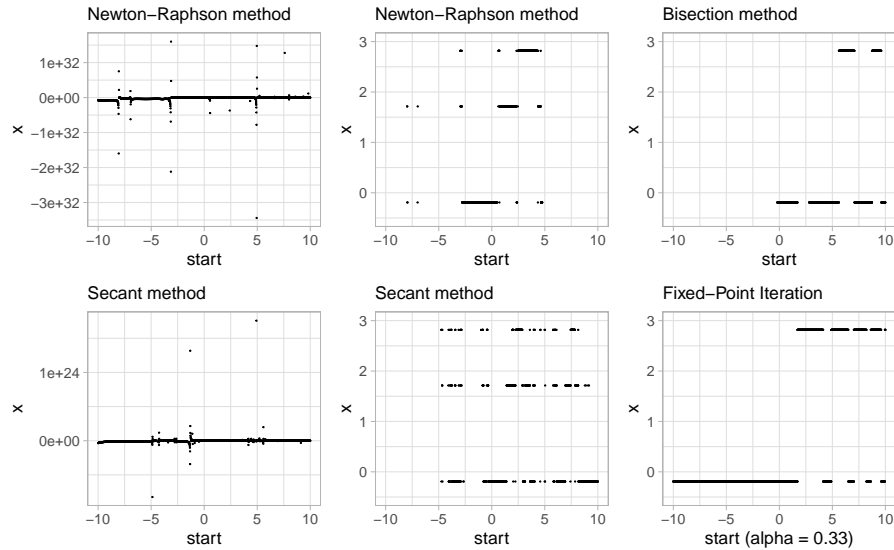 Newton−Raphson method
1e+32
0e+00
−1e+32
−2e+32
−3e+32
x
−10
−5
0
5
10
start
Newton−Raphson method
3
2
1
0
x
−10
−5
0
5
10
start
Bisection method
3
2
1
0
x
−10
−5
0
5
10
start
Secant method
1e+24
0e+00
x
−10
−5
0
5
10
start
Secant method
3
2
1
0
x
−10
−5
0
5
10
start
Fixed−Point Iteration
3
2
1
0
x
−10
−5
0
5
10
start (alpha = 0.33)